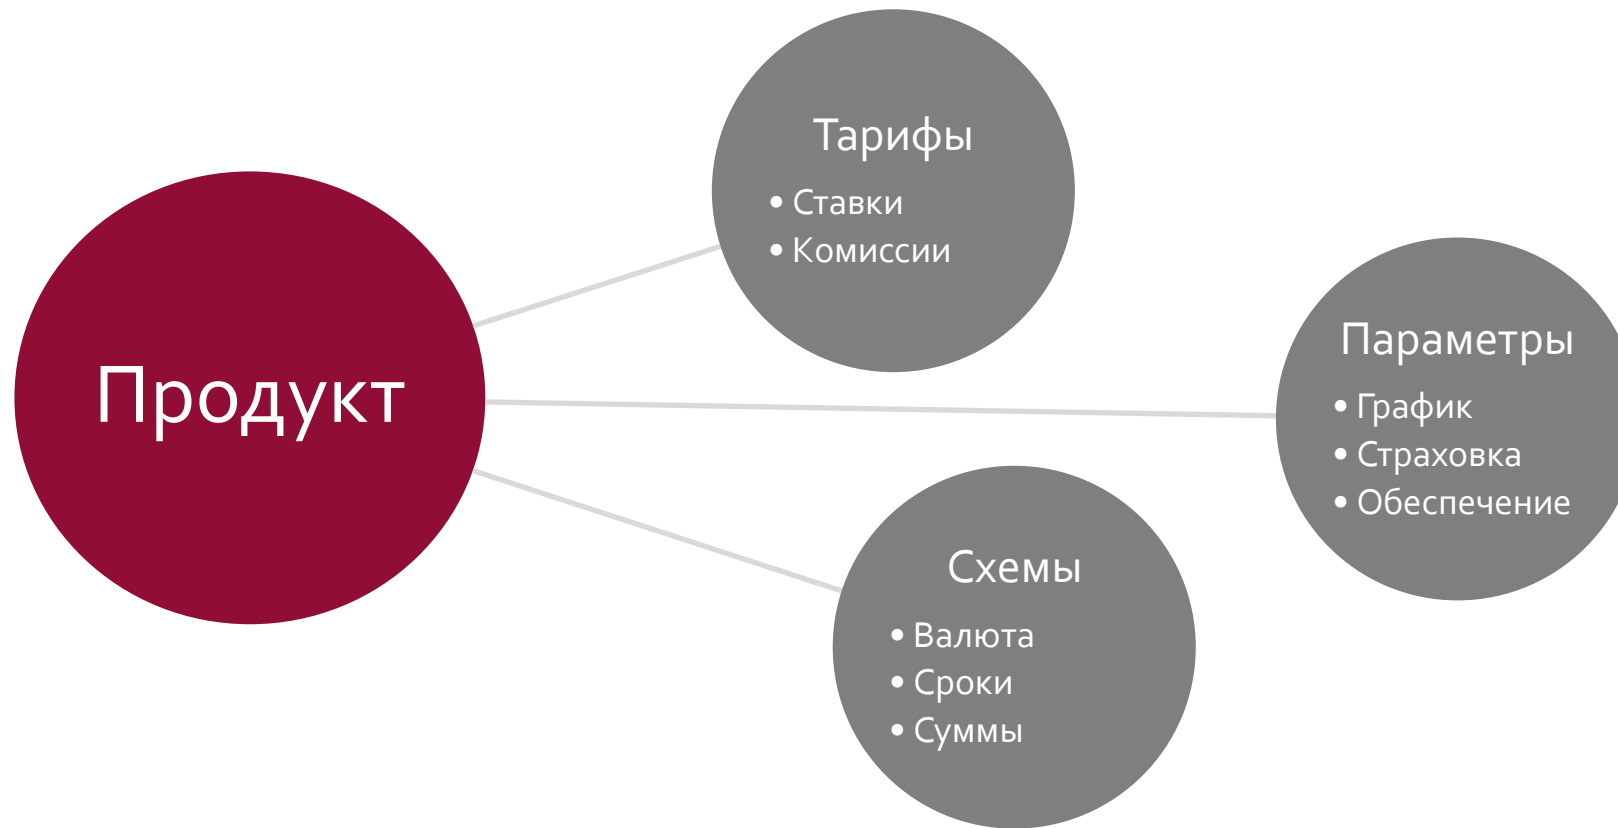 Продукт
Тарифы
• Ставки
• Комиссии
Параметры
• График
• Страховка
• Обеспечение
Схемы
• Валюта
• Сроки
• Суммы